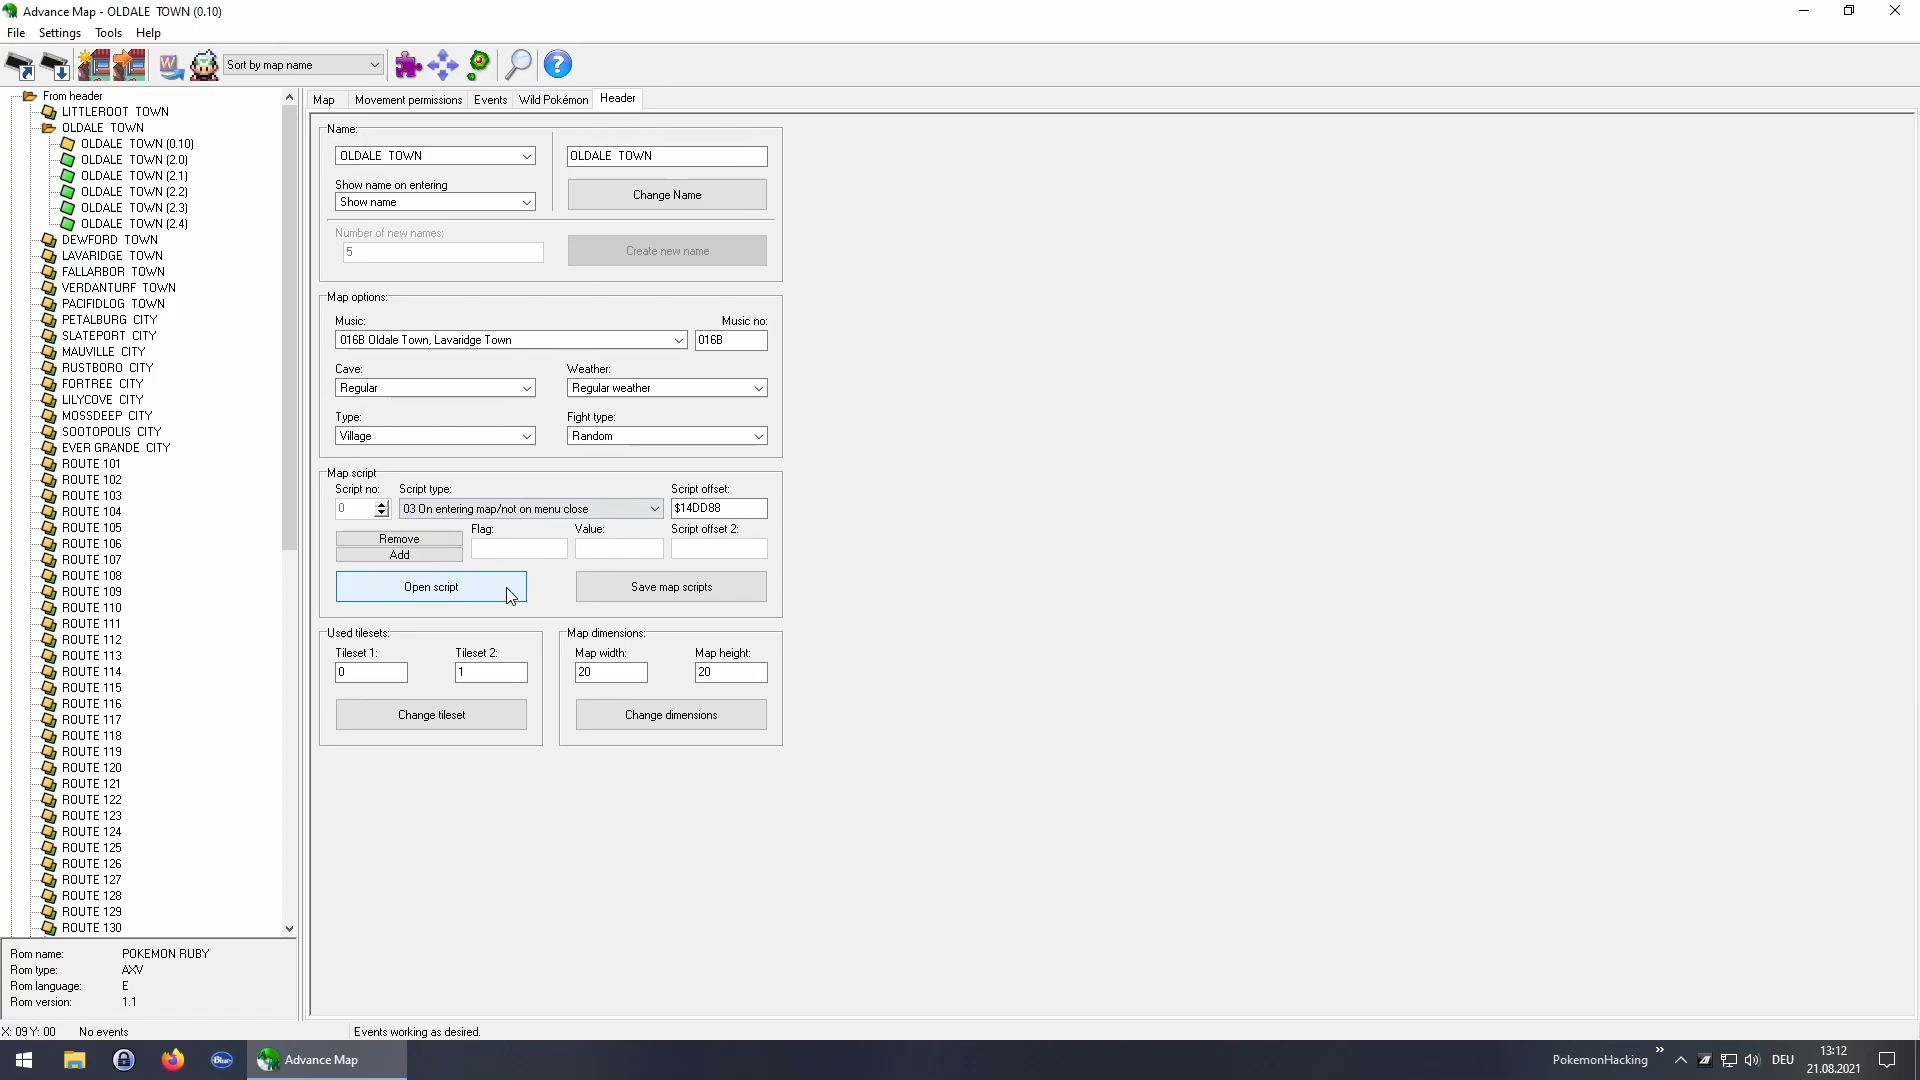 Advance Map - OLDALE  TOWN (0.10)
File Settings Tools Help
Sort by map name
From header
LITTLEROOT  TOWN
OLDALE  TOWN
OLDALE  TOWN (0.10)
OLDALE  TOWN (2.0)
OLDALE  TOWN (2.1)
OLDALE  TOWN (2.2)
OLDALE  TOWN (2.3)
OLDALE  TOWN (2.4)
DEWFORD  TOWN
LAVARIDGE  TOWN
FALLARBOR  TOWN
VERDANTURF  TOWN
PACIFIDLOG  TOWN
PETALBURG  CITY
SLATEPORT  CITY
MAUVILLE  CITY
RUSTBORO  CITY
FORTREE  CITY
LILYCOVE  CITY
MOSSDEEP  CITY
SOOTOPOLIS  CITY
EVER GRANDE  CITY
ROUTE 101
ROUTE 102
ROUTE 103
ROUTE 104
ROUTE 105
ROUTE 106
ROUTE 107
ROUTE 108
ROUTE 109
ROUTE 110
ROUTE 111
ROUTE 112
ROUTE 113
ROUTE 114
ROUTE 115
ROUTE 116
ROUTE 117
ROUTE 118
ROUTE 119
ROUTE 120
ROUTE 121
ROUTE 122
ROUTE 123
ROUTE 124
ROUTE 125
ROUTE 126
ROUTE 127
ROUTE 128
ROUTE 129
ROUTE 130
Rom name: POKEMON RUBY
Rom type: AXV
Rom language: E
Rom version: 1.1
Map Movement permissions Events Wild Pokémon Header
Name:
OLDALE  TOWN OLDALE  TOWN
Show name on entering
Show name Change Name
Number of new names:
5 Create new name
Map options:
Music: Music no:
016B Oldale Town, Lavaridge Town 016B
Cave: Weather:
Regular Regular weather
Type: Fight type:
Village Random
Map script
Script no: Script type: Script offset:
0 03 On entering map/not on menu close $14DD88
Flag: Value: Script offset 2:
Remove
Add
Open script Save map scripts
Used tilesets: Map dimensions:
Tileset 1: Tileset 2: Map width: Map height:
0 1 20 20
Change tileset Change dimensions
X: 09 Y: 00 No events Events working as desired.
Blue
Advance Map PokemonHacking » DEU 13:12
21.08.2021